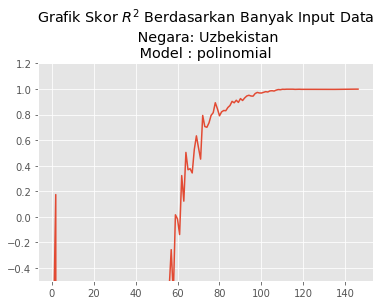 Grafik Skor R² Berdasarkan Banyak Input Data
Negara: Uzbekistan
Model : polinomial
1.2
1.0
0.8
0.6
0.4
0.2
0.0
−0.2
−0.4
0 20 40 60 80 100 120 140